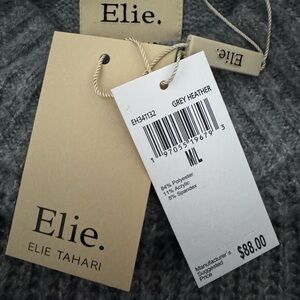 Elie.
Elie.
EH341132
GREY HEATHER
1 97055 19679 3
M/L
84% Polyester
11% Acrylic
5% Spandex
Manufacturer's
Suggested
Price
$88.00
Elie.
ELIE TAHARI